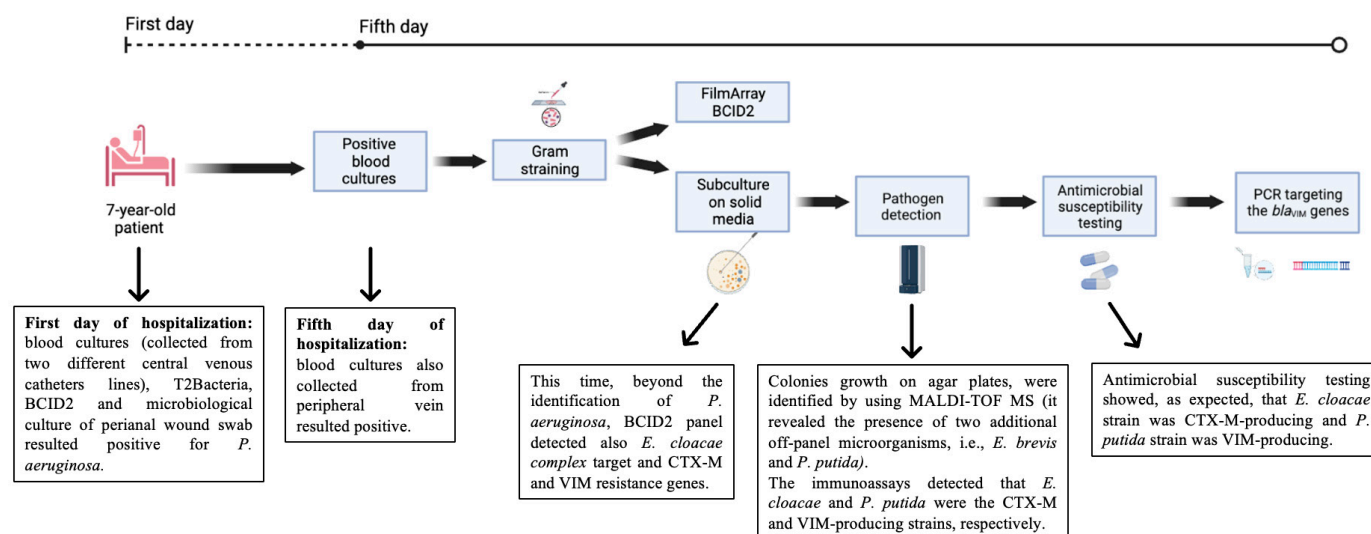 First day
Fifth day
FilmArray
BCID2
Positive
blood
cultures
Gram
straining
Subculture
on solid
media
Pathogen
detection
Antimicrobial
susceptibility
testing
PCR targeting
the blaVIM genes
7-year-old
patient
First day of hospitalization:
blood cultures (collected from
two different central venous
catheters lines), T2Bacteria,
BCID2 and microbiological
culture of perianal wound swab
resulted positive for P.
aeruginosa.
Fifth day of
hospitalization:
blood cultures also
collected from
peripheral vein
resulted positive.
This time, beyond the
identification of P.
aeruginosa, BCID2 panel
detected also E. cloacae
complex target and CTX-M
and VIM resistance genes.
Colonies growth on agar plates, were
identified by using MALDI-TOF MS (it
revealed the presence of two additional
off-panel microorganisms, i.e., E. brevis
and P. putida).
The immunoassays detected that E.
cloacae and P. putida were the CTX-M
and VIM-producing strains, respectively.
Antimicrobial susceptibility testing
showed, as expected, that E. cloacae
strain was CTX-M-producing and P.
putida strain was VIM-producing.